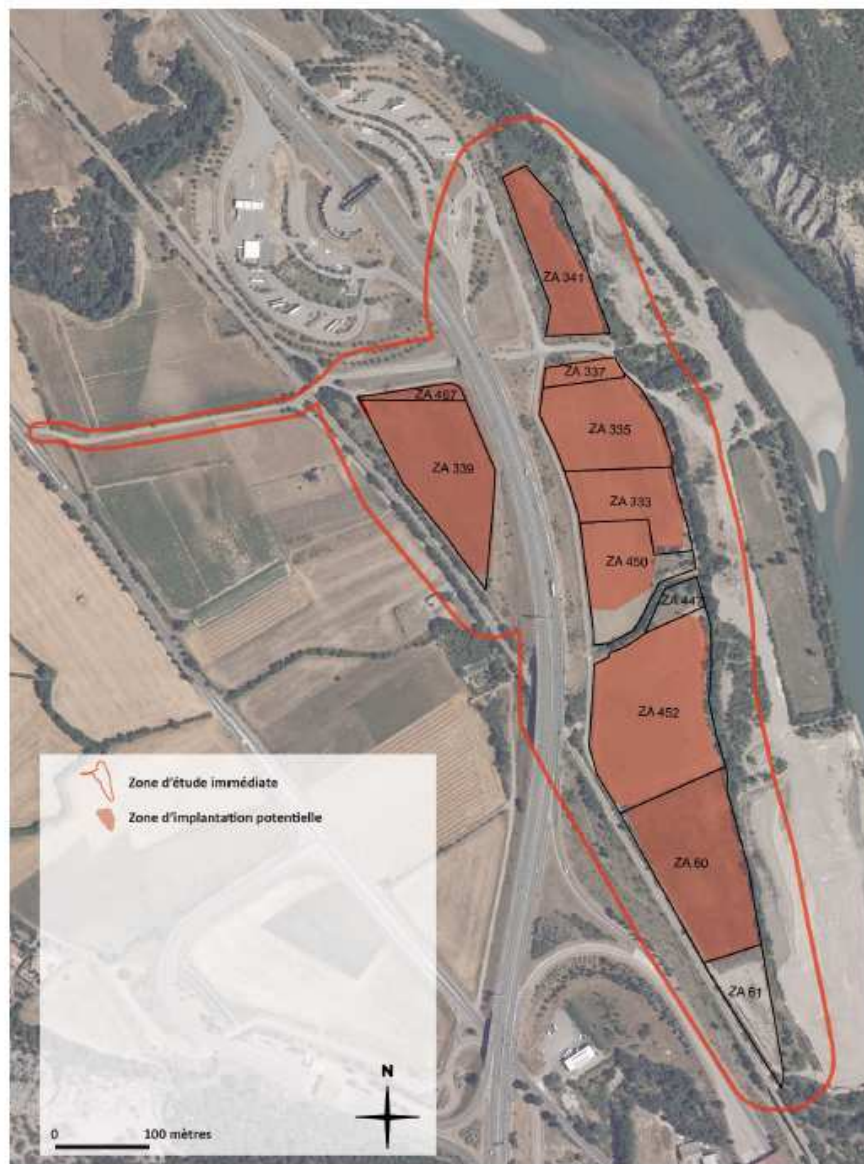 ZA 341
ZA 337
ZA 467
ZA 335
ZA 339
ZA 333
ZA 450
ZA 447
ZA 452
ZA 60
ZA 61
Zone d'étude immédiate
Zone d'implantation potentielle
N
0 100 mètres